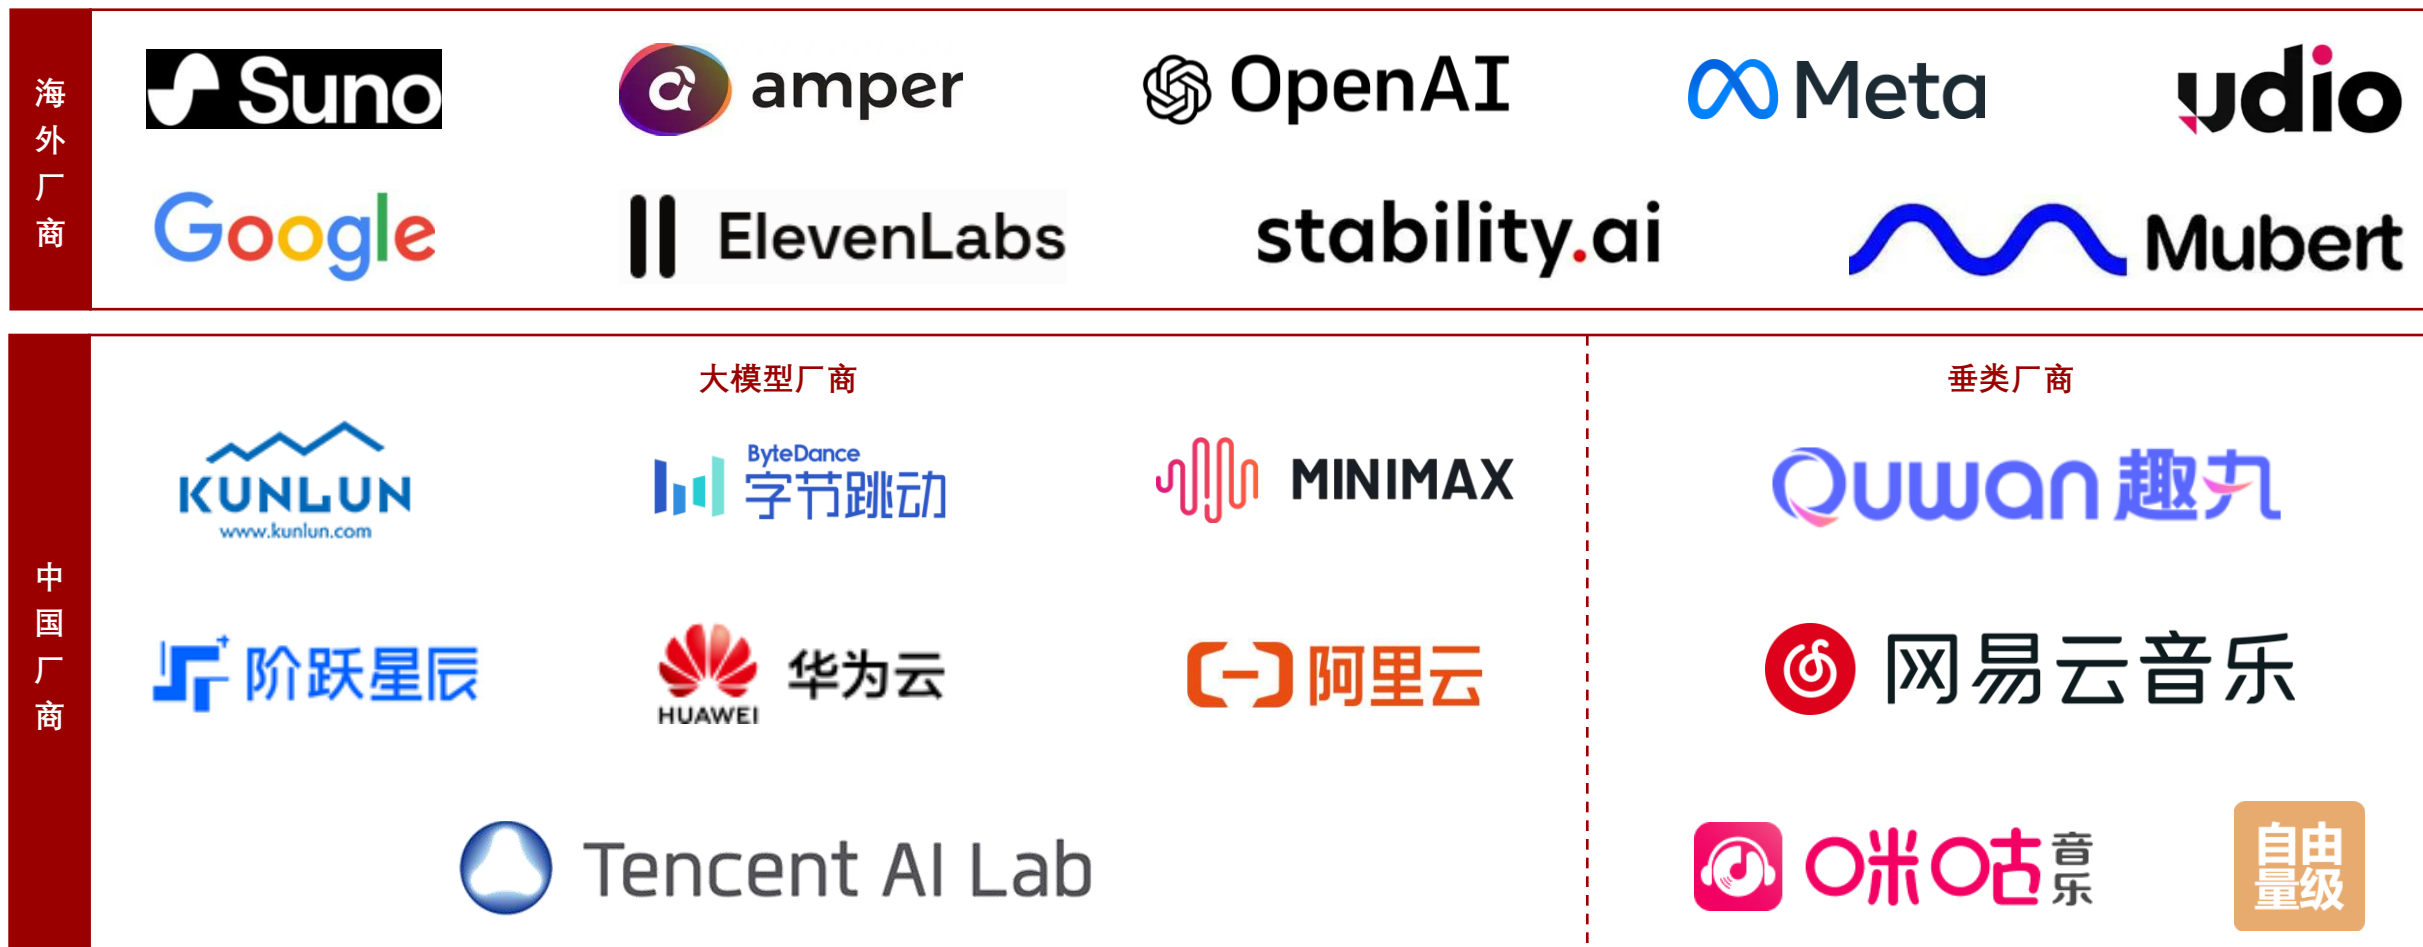 海外厂商
Suno
amper
OpenAI
Meta
udio
Google
ElevenLabs
stability.ai
Mubert
中国厂商
大模型厂商
KUNLUN
www.kunlun.com
ByteDance
字节跳动
MINIMAX
阶跃星辰
HUAWEI
华为云
阿里云
Tencent AI Lab
垂类厂商
Quwan 趣丸
网易云音乐
咪咕音乐
自由
量级